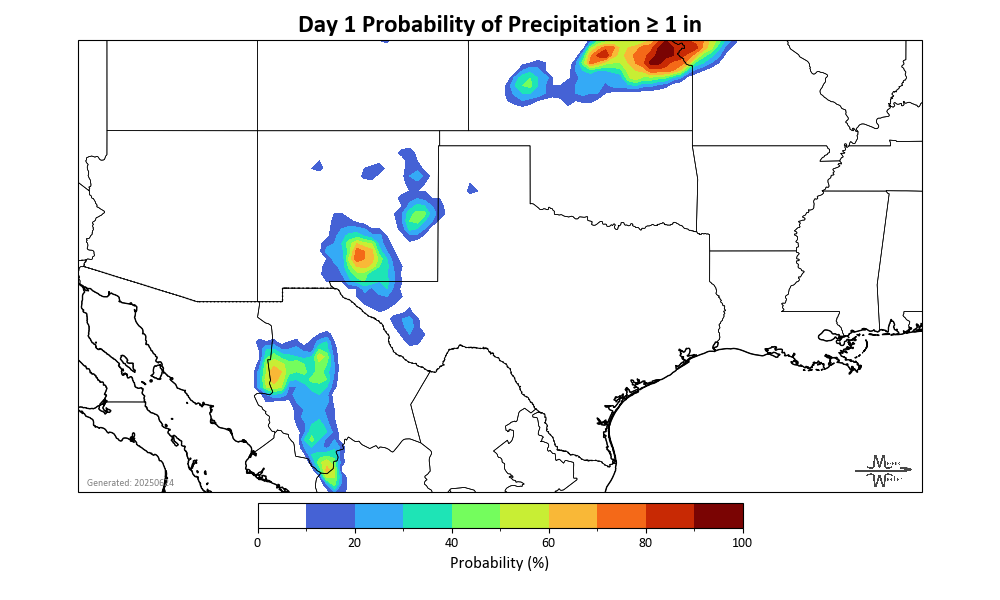 Day 1 Probability of Precipitation ≥ 1 in
Generated: 20250624
0 20 40 60 80 100
Probability (%)